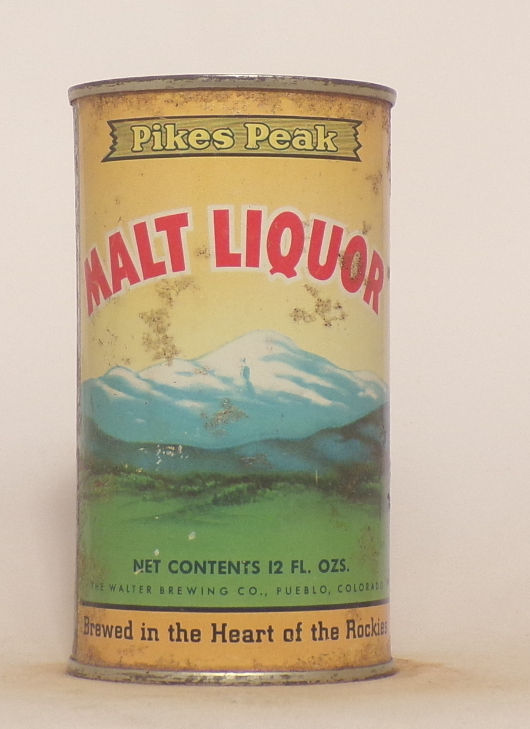 Pikes Peak
MALT LIQUOR
NET CONTENTS 12 FL. OZS.
THE WALTER BREWING CO., PUEBLO, COLORADO
Brewed in the Heart of the Rockies